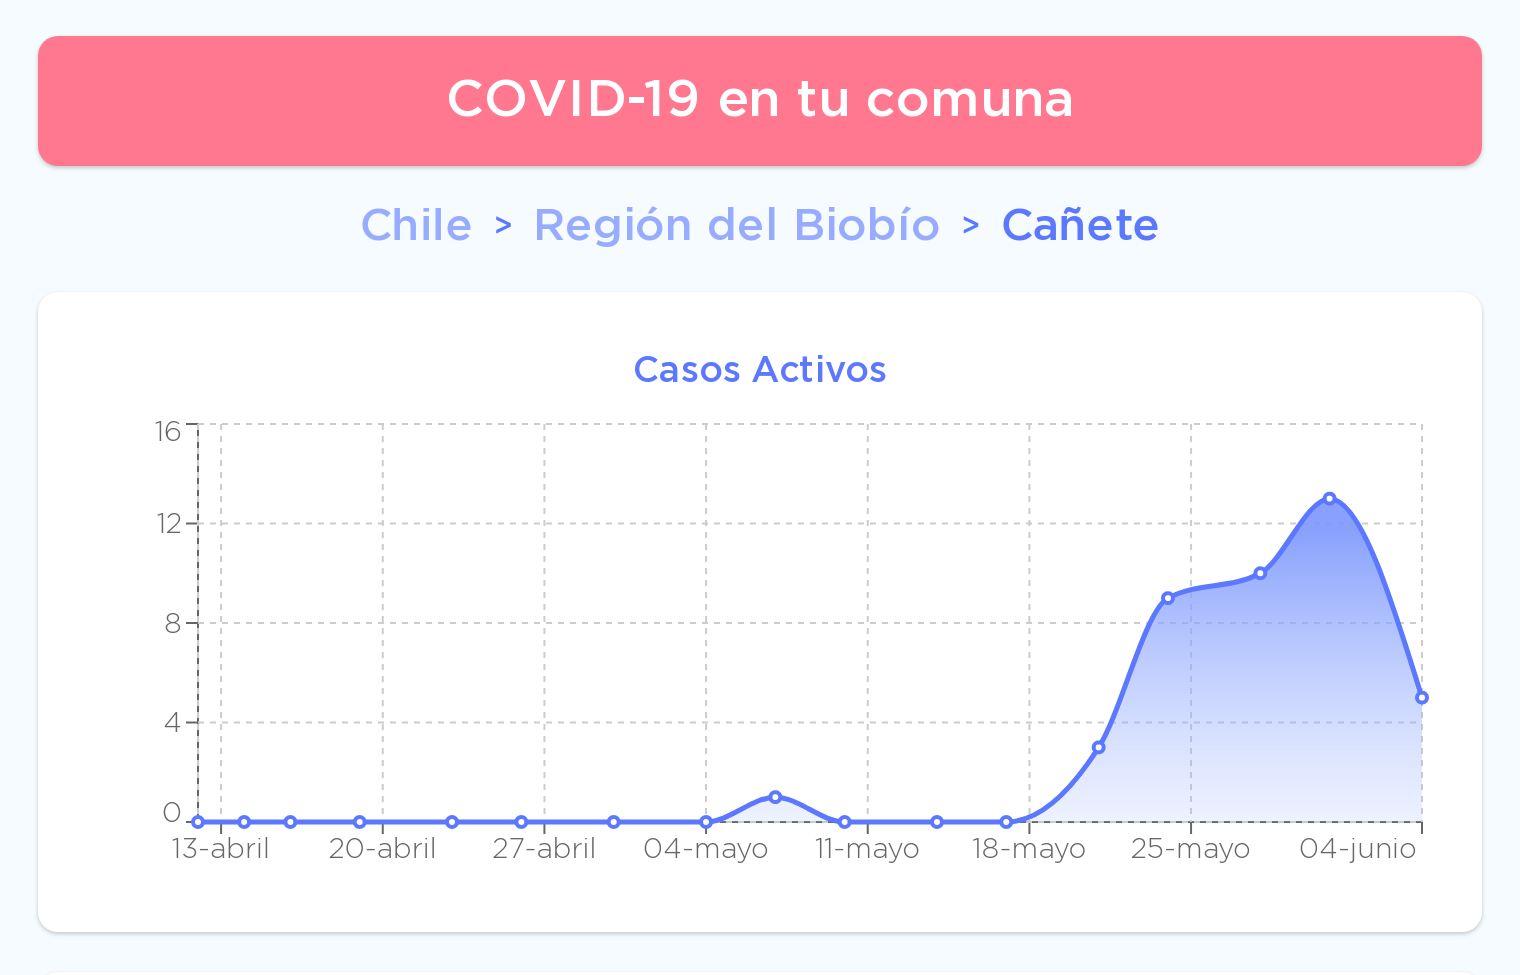 COVID-19 en tu comuna
Chile > Región del Biobío > Cañete
Casos Activos
16
12
8
4
0
13-abril 20-abril 27-abril 04-mayo 11-mayo 18-mayo 25-mayo 04-junio